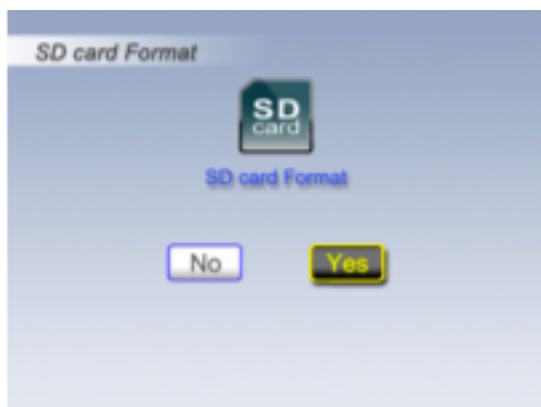 SD card Format
SD
card
SD card Format
No Yes